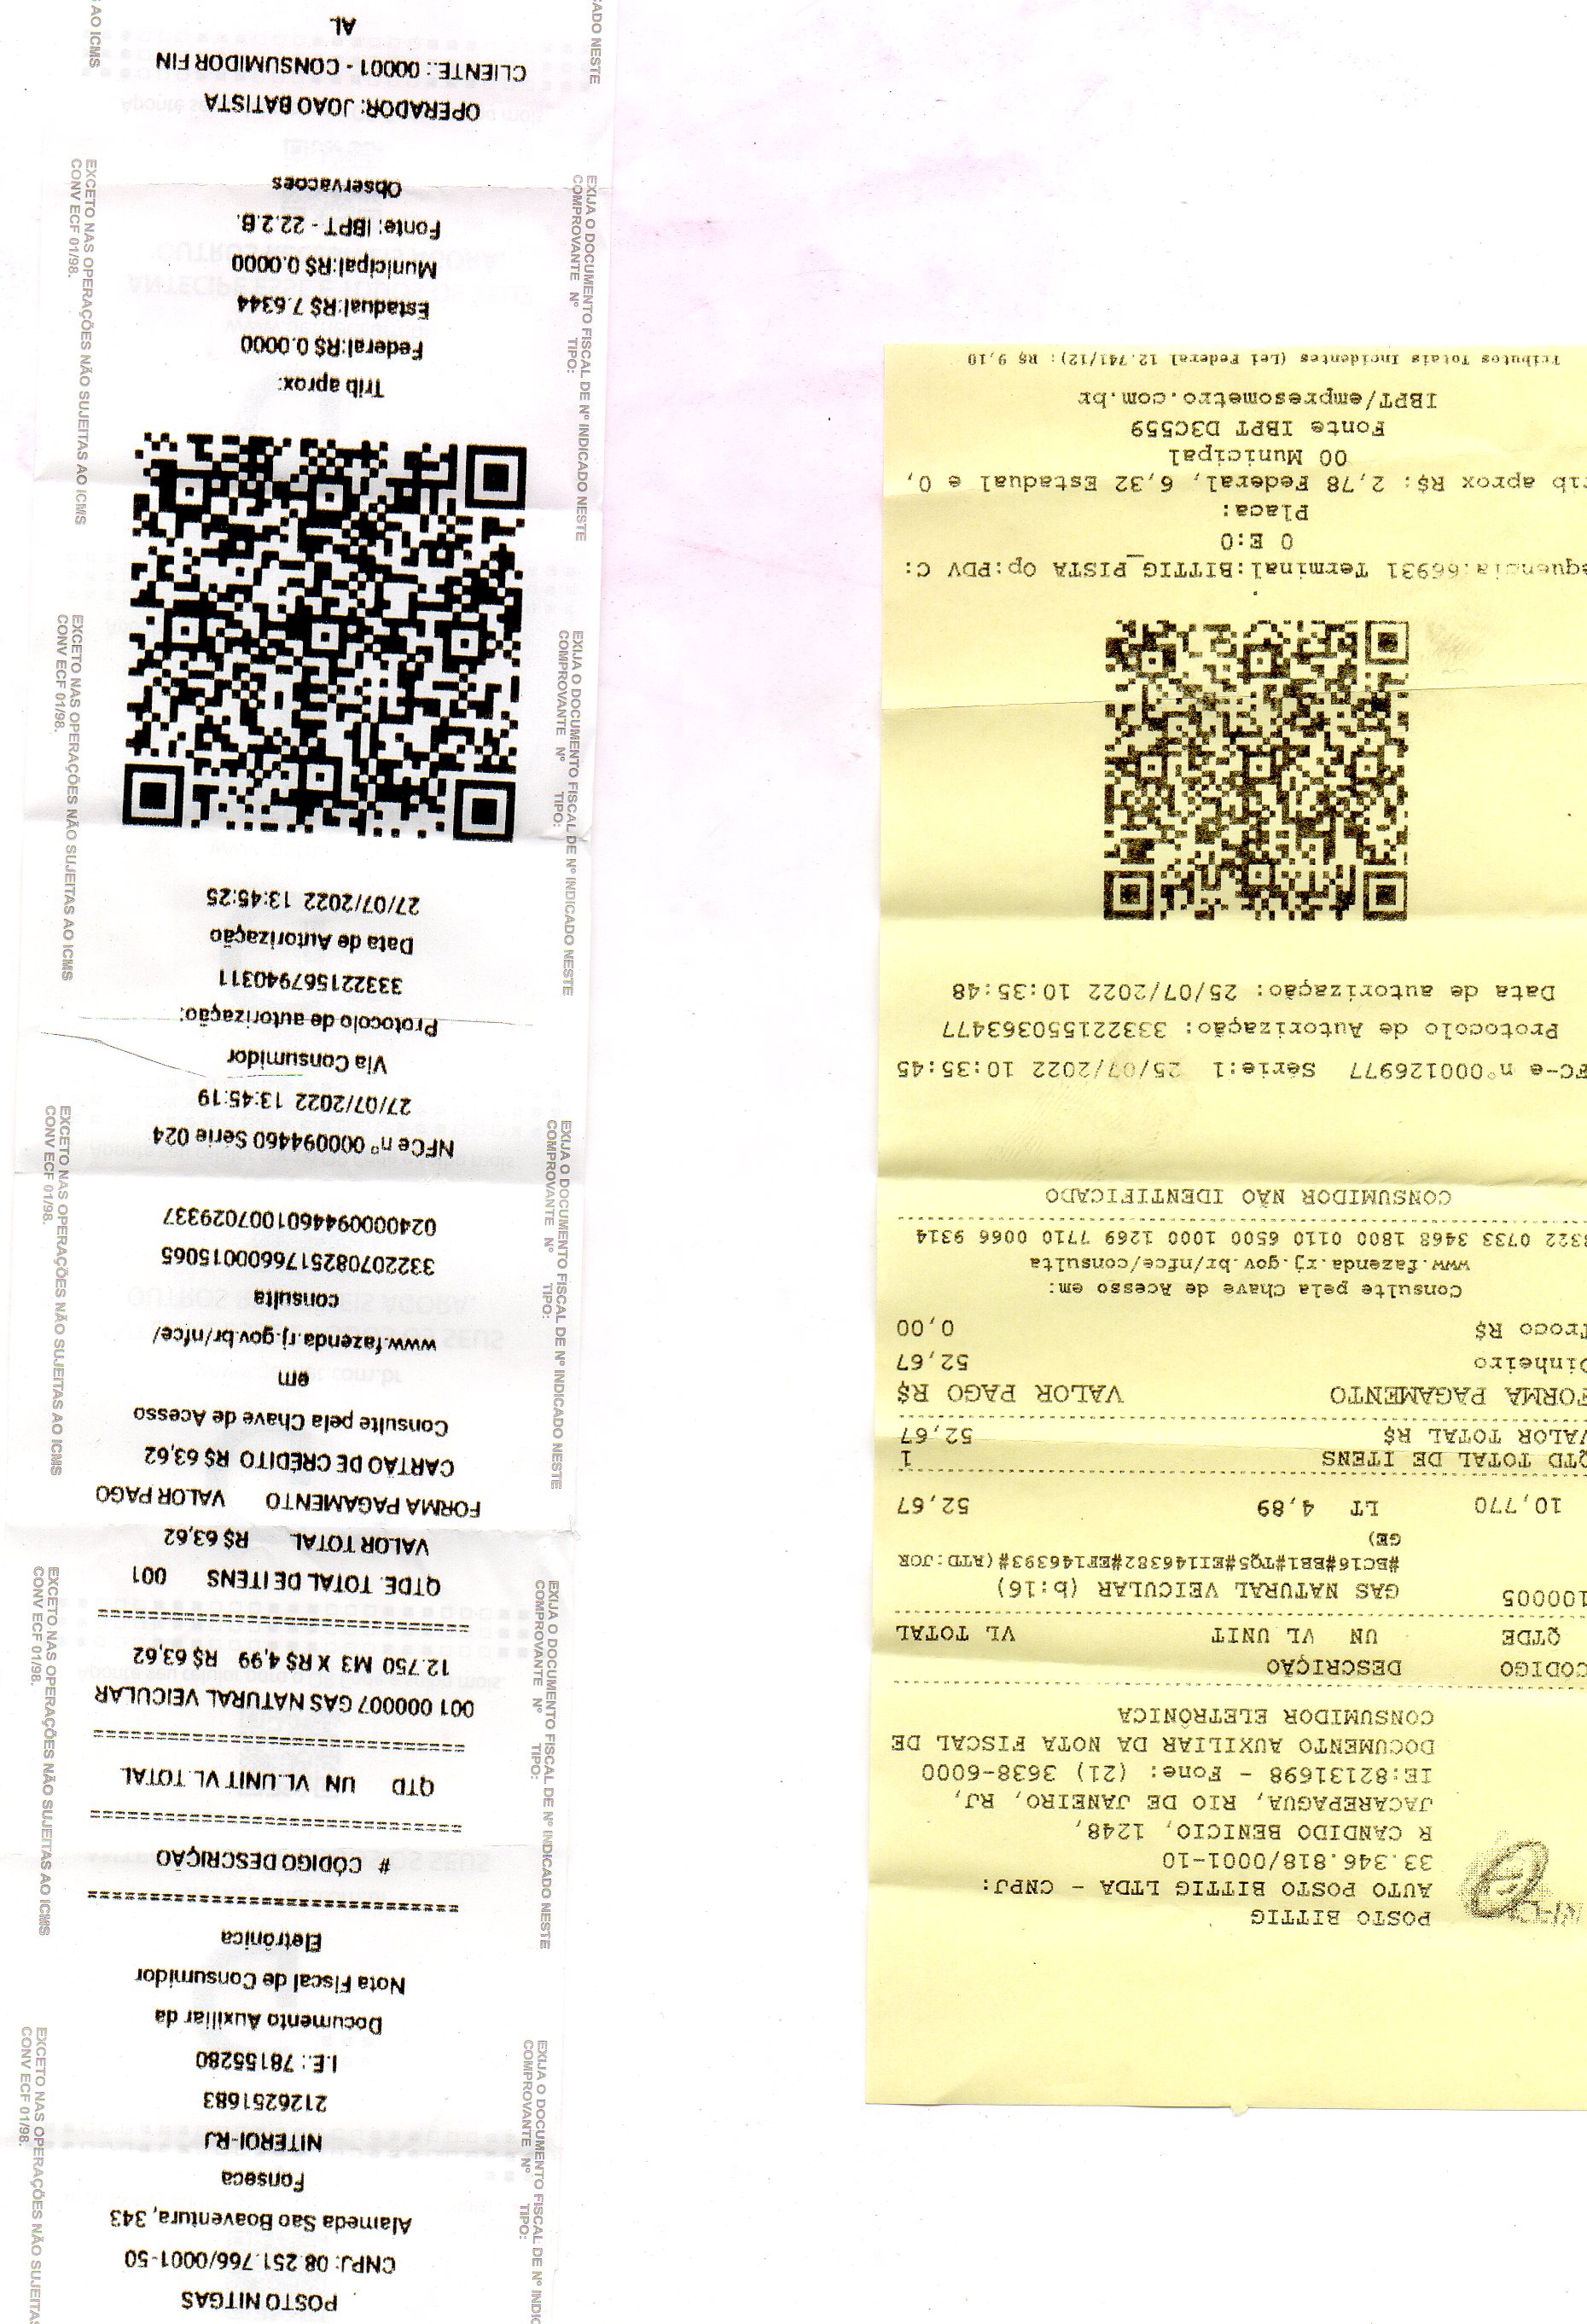 POSTO NITGAS
CNPJ: 08.251.766/0001-50
Alameda Sao Boaventura, 343
Fonseca
NITEROI-RJ
2126251683
I.E.: 78155280
Documento Auxiliar da
Nota Fiscal de Consumidor
Eletrônica
================================
# CÓDIGO DESCRIÇÃO
================================
QTD UN VL.UNIT VL.TOTAL
================================
001 000007 GAS NATURAL VEICULAR
12.750 M3 X R$ 4,99 R$ 63,62
================================
QTDE. TOTAL DE ITENS 001
VALOR TOTAL R$ 63,62
FORMA PAGAMENTO VALOR PAGO
CARTAO DE CRÉDITO R$ 63,62
Consulte pela Chave de Acesso
em
www.fazenda.rj.gov.br/nfce/
consulta
3322070825176600015065
0240000944601007029337
NFCe nº 000094460 Serie 024
27/07/2022 13:45:19
Via Consumidor
Protocolo de autorização:
333221567940311
Data de Autorização
27/07/2022 13:45:25
Trib aprox:
Federal:R$ 0.0000
Estadual:R$ 7.6344
Municipal:R$ 0.0000
Fonte: IBPT - 22.2.B.
Observacoes
OPERADOR: JOAO BATISTA
CLIENTE.: 00001 - CONSUMIDOR FIN
AL
EXCETO NAS OPERAÇÕES NÃO SUJEITAS AO ICMS
CONV ECF 01/98.
EXIJA O DOCUMENTO FISCAL DE Nº INDICADO NESTE
COMPROVANTE Nº TIPO:
POSTO BITTIG
AUTO POSTO BITTIG LTDA - CNPJ:
33.346.818/0001-10
R CANDIDO BENICIO, 1248,
JACAREPAGUA, RIO DE JANEIRO, RJ,
IE:82131698 - Fone: (21) 3638-6000
DOCUMENTO AUXILIAR DA NOTA FISCAL DE
CONSUMIDOR ELETRÔNICA
CODIGO DESCRIÇÃO
QTDE UN VL UNIT VL TOTAL
100005 GAS NATURAL VEICULAR (b:16)
#BC16#BB1#TQ5#EI1146382#EF1146393#(ATD:JOR
GE)
10,770 LT 4,89 52,67
QTD TOTAL DE ITENS 1
VALOR TOTAL R$ 52,67
FORMA PAGAMENTO VALOR PAGO R$
Dinheiro 52,67
Troco R$ 0,00
Consulte pela Chave de Acesso em:
www.fazenda.rj.gov.br/nfce/consulta
3322 0733 3468 1800 0110 6500 1000 1269 7710 0066 9314
CONSUMIDOR NÃO IDENTIFICADO
FC-e nº000126977 Série:1 25/07/2022 10:35:45
Protocolo de Autorização: 333221550363477
Data de autorização: 25/07/2022 10:35:48
equencia:66931 Terminal:BITTIG_PISTA Op:PDV C:
0 E:0
Placa:
rib aprox R$: 2,78 Federal, 6,32 Estadual e 0,
00 Municipal
Fonte IBPT D3C559
IBPT/empresometro.com.br
Tributos Totais Incidentes (Lei Federal 12.741/12): R$ 9,10